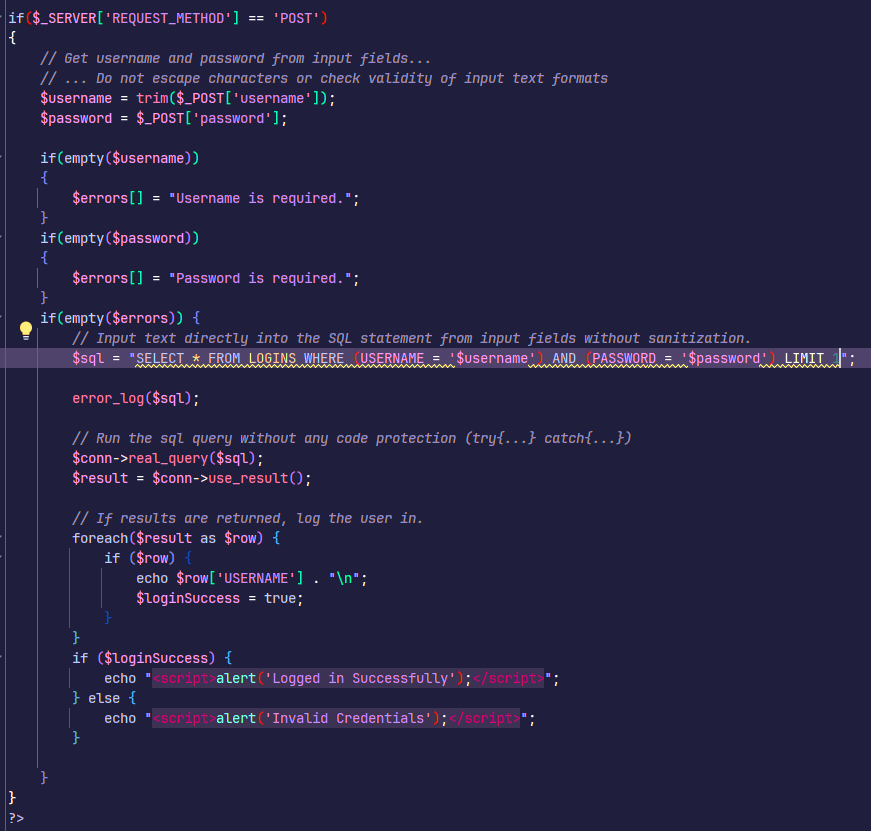 if($_SERVER['REQUEST_METHOD'] == 'POST')
{
    // Get username and password from input fields...
    // ... Do not escape characters or check validity of input text formats
    $username = trim($_POST['username']);
    $password = $_POST['password'];

    if(empty($username))
    {
        $errors[] = "Username is required.";
    }
    if(empty($password))
    {
        $errors[] = "Password is required.";
    }
    if(empty($errors)) {
        // Input text directly into the SQL statement from input fields without sanitization.
        $sql = "SELECT * FROM LOGINS WHERE (USERNAME = '$username') AND (PASSWORD = '$password') LIMIT 1";

        error_log($sql);

        // Run the sql query without any code protection (try{...} catch{...})
        $conn->real_query($sql);
        $result = $conn->use_result();

        // If results are returned, log the user in.
        foreach($result as $row) {
            if ($row) {
                echo $row['USERNAME'] . "\n";
                $loginSuccess = true;
            }
        }
        if ($loginSuccess) {
            echo "<script>alert('Logged in Successfully');</script>";
        } else {
            echo "<script>alert('Invalid Credentials');</script>";
        }

    }
}
?>